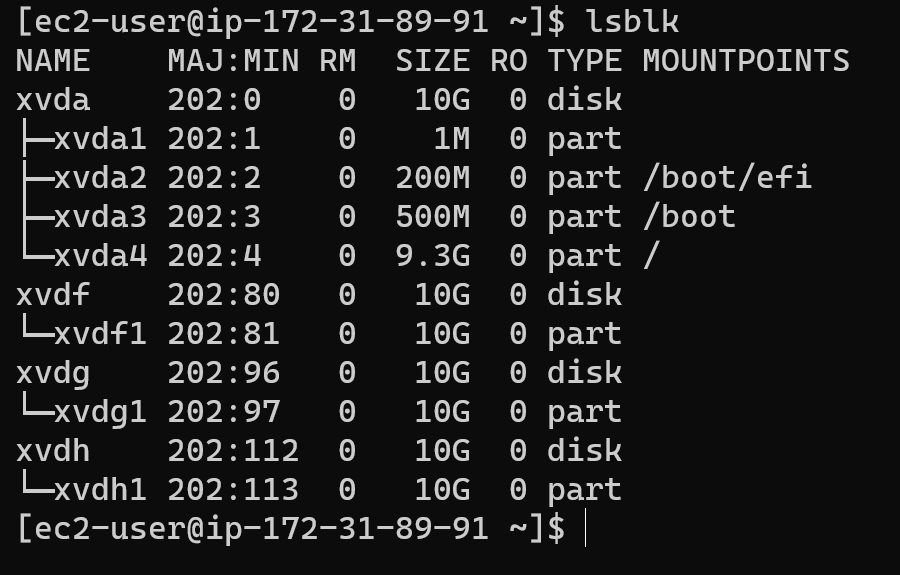 [ec2-user@ip-172-31-89-91 ~]$ lsblk
NAME    MAJ:MIN RM  SIZE RO TYPE MOUNTPOINTS
xvda    202:0    0   10G  0 disk
├─xvda1 202:1    0    1M  0 part
├─xvda2 202:2    0  200M  0 part /boot/efi
├─xvda3 202:3    0  500M  0 part /boot
└─xvda4 202:4    0  9.3G  0 part /
xvdf    202:80   0   10G  0 disk
└─xvdf1 202:81   0   10G  0 part
xvdg    202:96   0   10G  0 disk
└─xvdg1 202:97   0   10G  0 part
xvdh    202:112  0   10G  0 disk
└─xvdh1 202:113  0   10G  0 part
[ec2-user@ip-172-31-89-91 ~]$